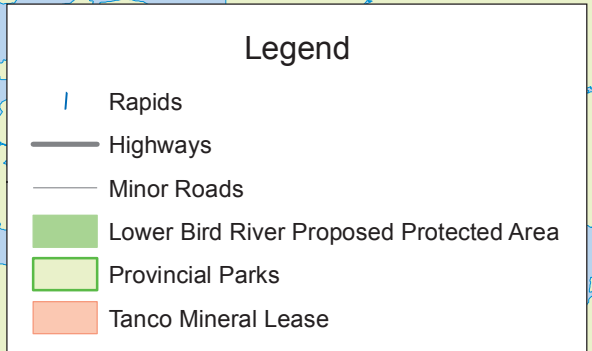 Legend
Rapids
Highways
Minor Roads
Lower Bird River Proposed Protected Area
Provincial Parks
Tanco Mineral Lease